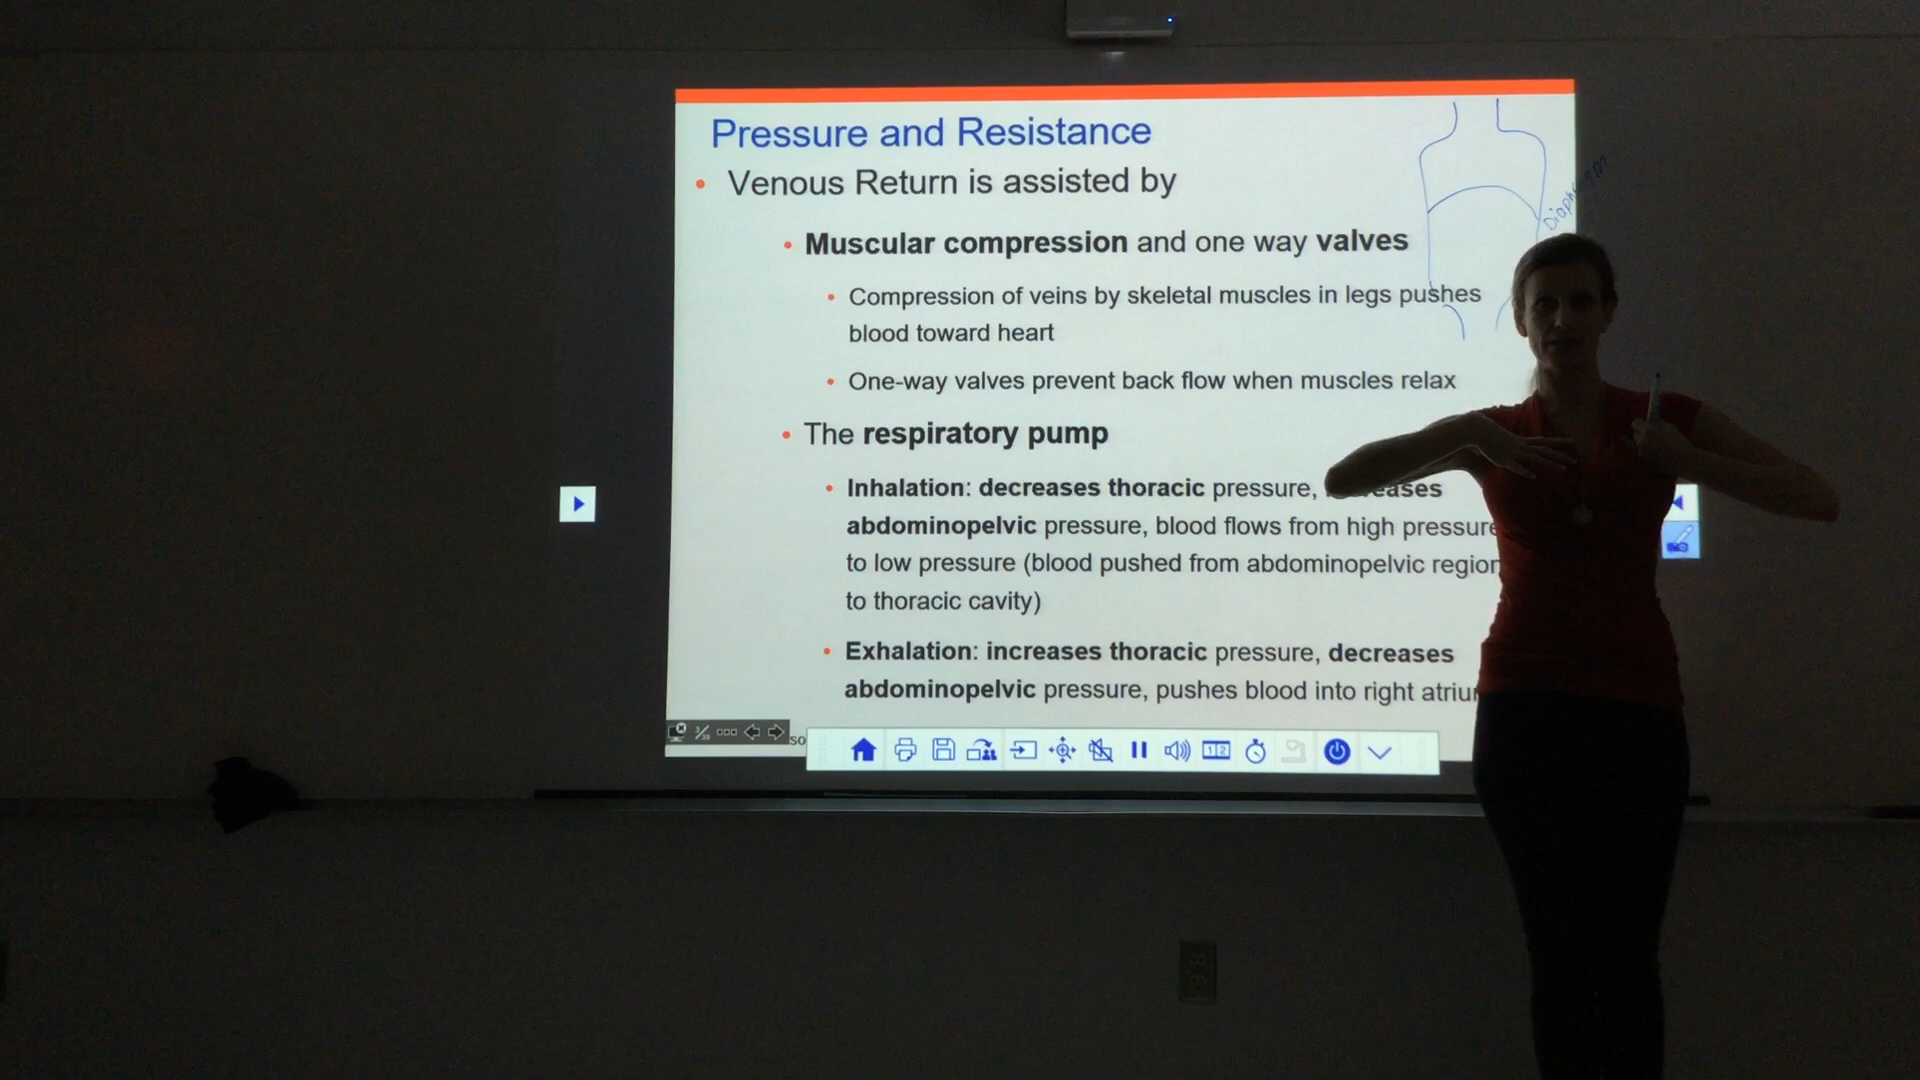 Pressure and Resistance
• Venous Return is assisted by
• Muscular compression and one way valves
• Compression of veins by skeletal muscles in legs pushes
blood toward heart
• One-way valves prevent back flow when muscles relax
• The respiratory pump
• Inhalation: decreases thoracic pressure,
abdominopelvic pressure, blood flows from high pressure
to low pressure (blood pushed from abdominopelvic region
to thoracic cavity)
• Exhalation: increases thoracic pressure, decreases
abdominopelvic pressure, pushes blood into right